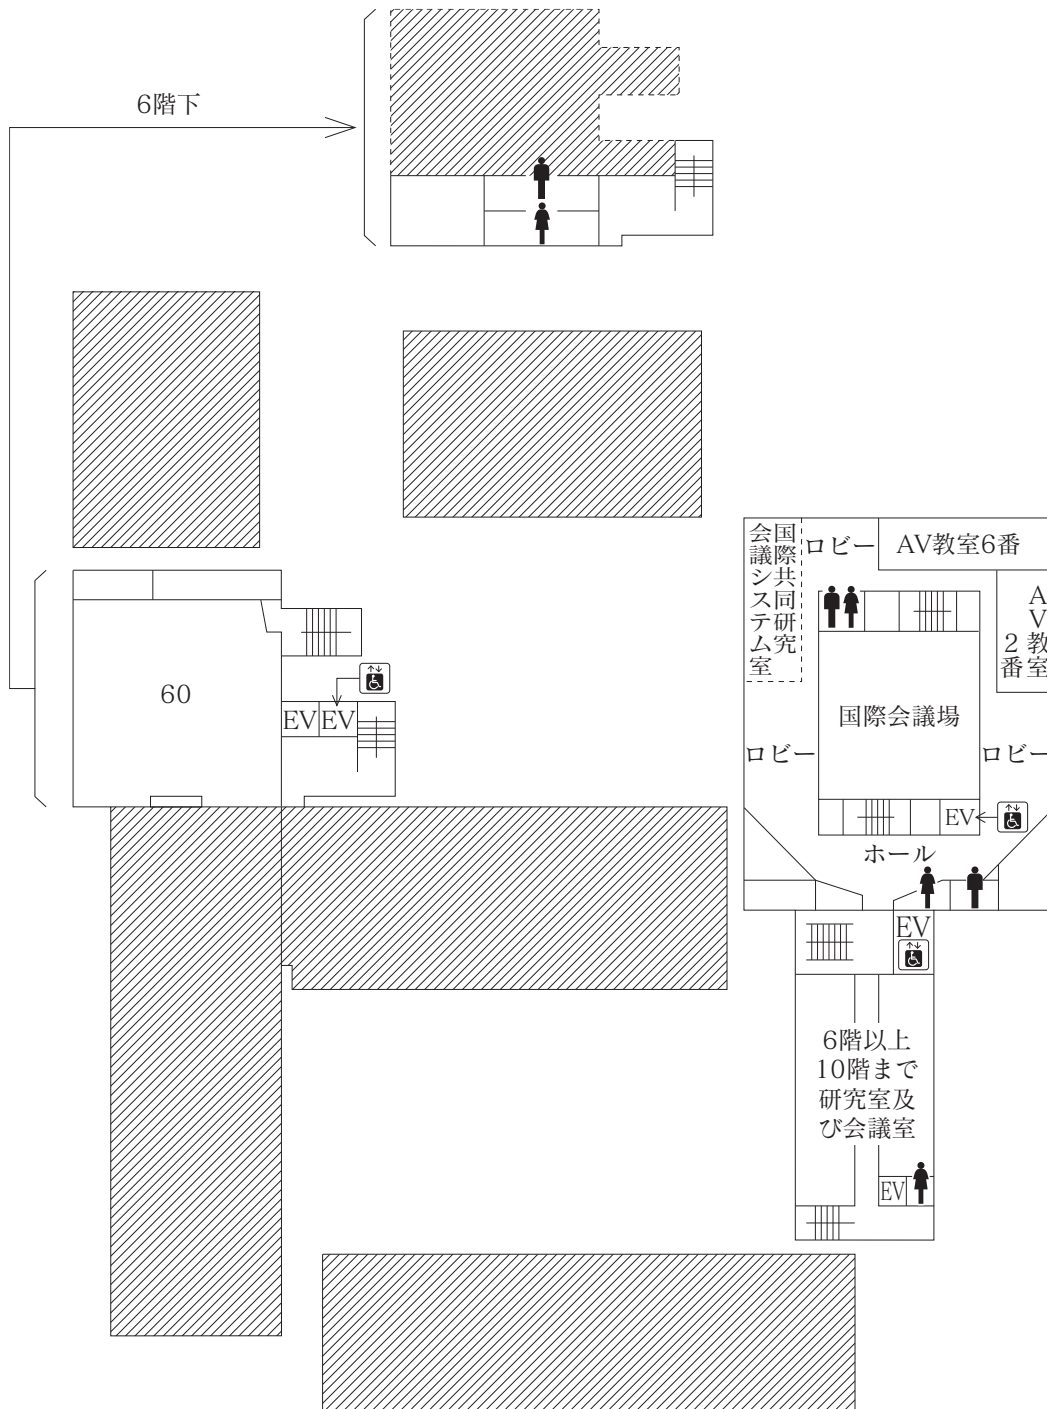 6階下
国際共同研究
会議システム室
ロビー
AV教室6番
AV教室
2番
60
EV
EV
国際会議場
ロビー
ロビー
EV
ホール
EV
6階以上
10階まで
研究室及
び会議室
EV